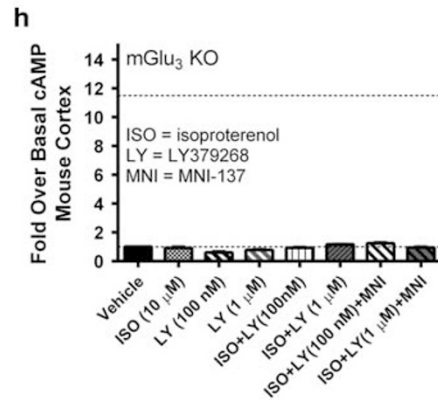 h
mGlu₃ KO
Fold Over Basal cAMP
Mouse Cortex
14
12
10
8
6
4
2
0
ISO = isoproterenol
LY = LY379268
MNI = MNI-137
Vehicle
ISO (10 μM)
LY (100 nM)
LY (1 μM)
ISO+LY(100nM)
ISO+LY (1 μM)
ISO+LY(100 nM)+MNI
ISO+LY(1 μM)+MNI